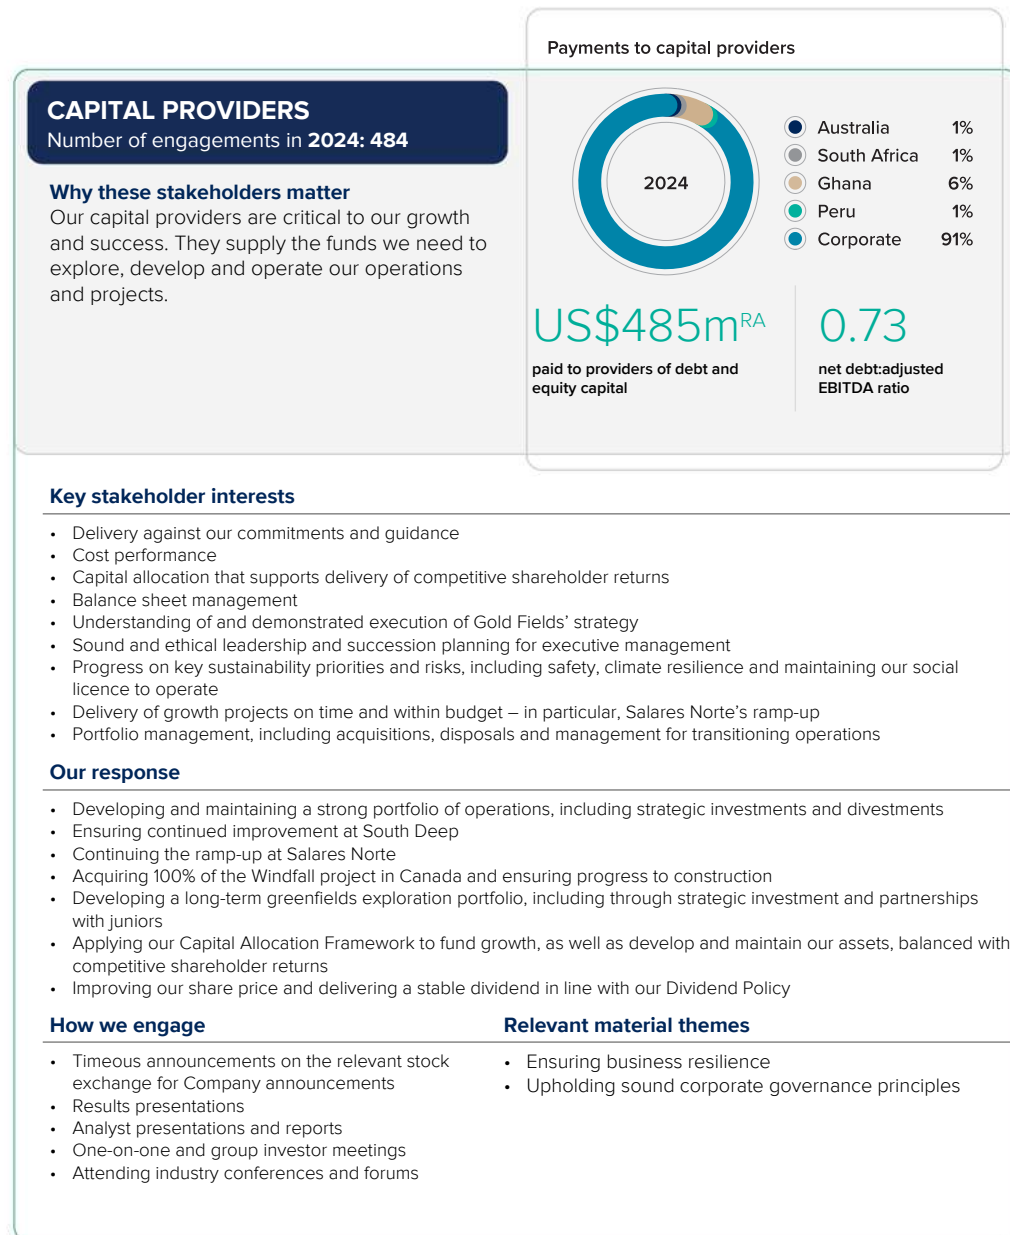 Payments to capital providers
CAPITAL PROVIDERS
Number of engagements in 2024: 484
Why these stakeholders matter
Our capital providers are critical to our growth
and success. They supply the funds we need to
explore, develop and operate our operations
and projects.
2024
Australia 1%
South Africa 1%
Ghana 6%
Peru 1%
Corporate 91%
US$485mRA
paid to providers of debt and
equity capital
0.73
net debt:adjusted
EBITDA ratio
Key stakeholder interests
• Delivery against our commitments and guidance
• Cost performance
• Capital allocation that supports delivery of competitive shareholder returns
• Balance sheet management
• Understanding of and demonstrated execution of Gold Fields’ strategy
• Sound and ethical leadership and succession planning for executive management
• Progress on key sustainability priorities and risks, including safety, climate resilience and maintaining our social
licence to operate
• Delivery of growth projects on time and within budget – in particular, Salares Norte’s ramp-up
• Portfolio management, including acquisitions, disposals and management for transitioning operations
Our response
• Developing and maintaining a strong portfolio of operations, including strategic investments and divestments
• Ensuring continued improvement at South Deep
• Continuing the ramp-up at Salares Norte
• Acquiring 100% of the Windfall project in Canada and ensuring progress to construction
• Developing a long-term greenfields exploration portfolio, including through strategic investment and partnerships
with juniors
• Applying our Capital Allocation Framework to fund growth, as well as develop and maintain our assets, balanced with
competitive shareholder returns
• Improving our share price and delivering a stable dividend in line with our Dividend Policy
How we engage
• Timeous announcements on the relevant stock
exchange for Company announcements
• Results presentations
• Analyst presentations and reports
• One-on-one and group investor meetings
• Attending industry conferences and forums
Relevant material themes
• Ensuring business resilience
• Upholding sound corporate governance principles